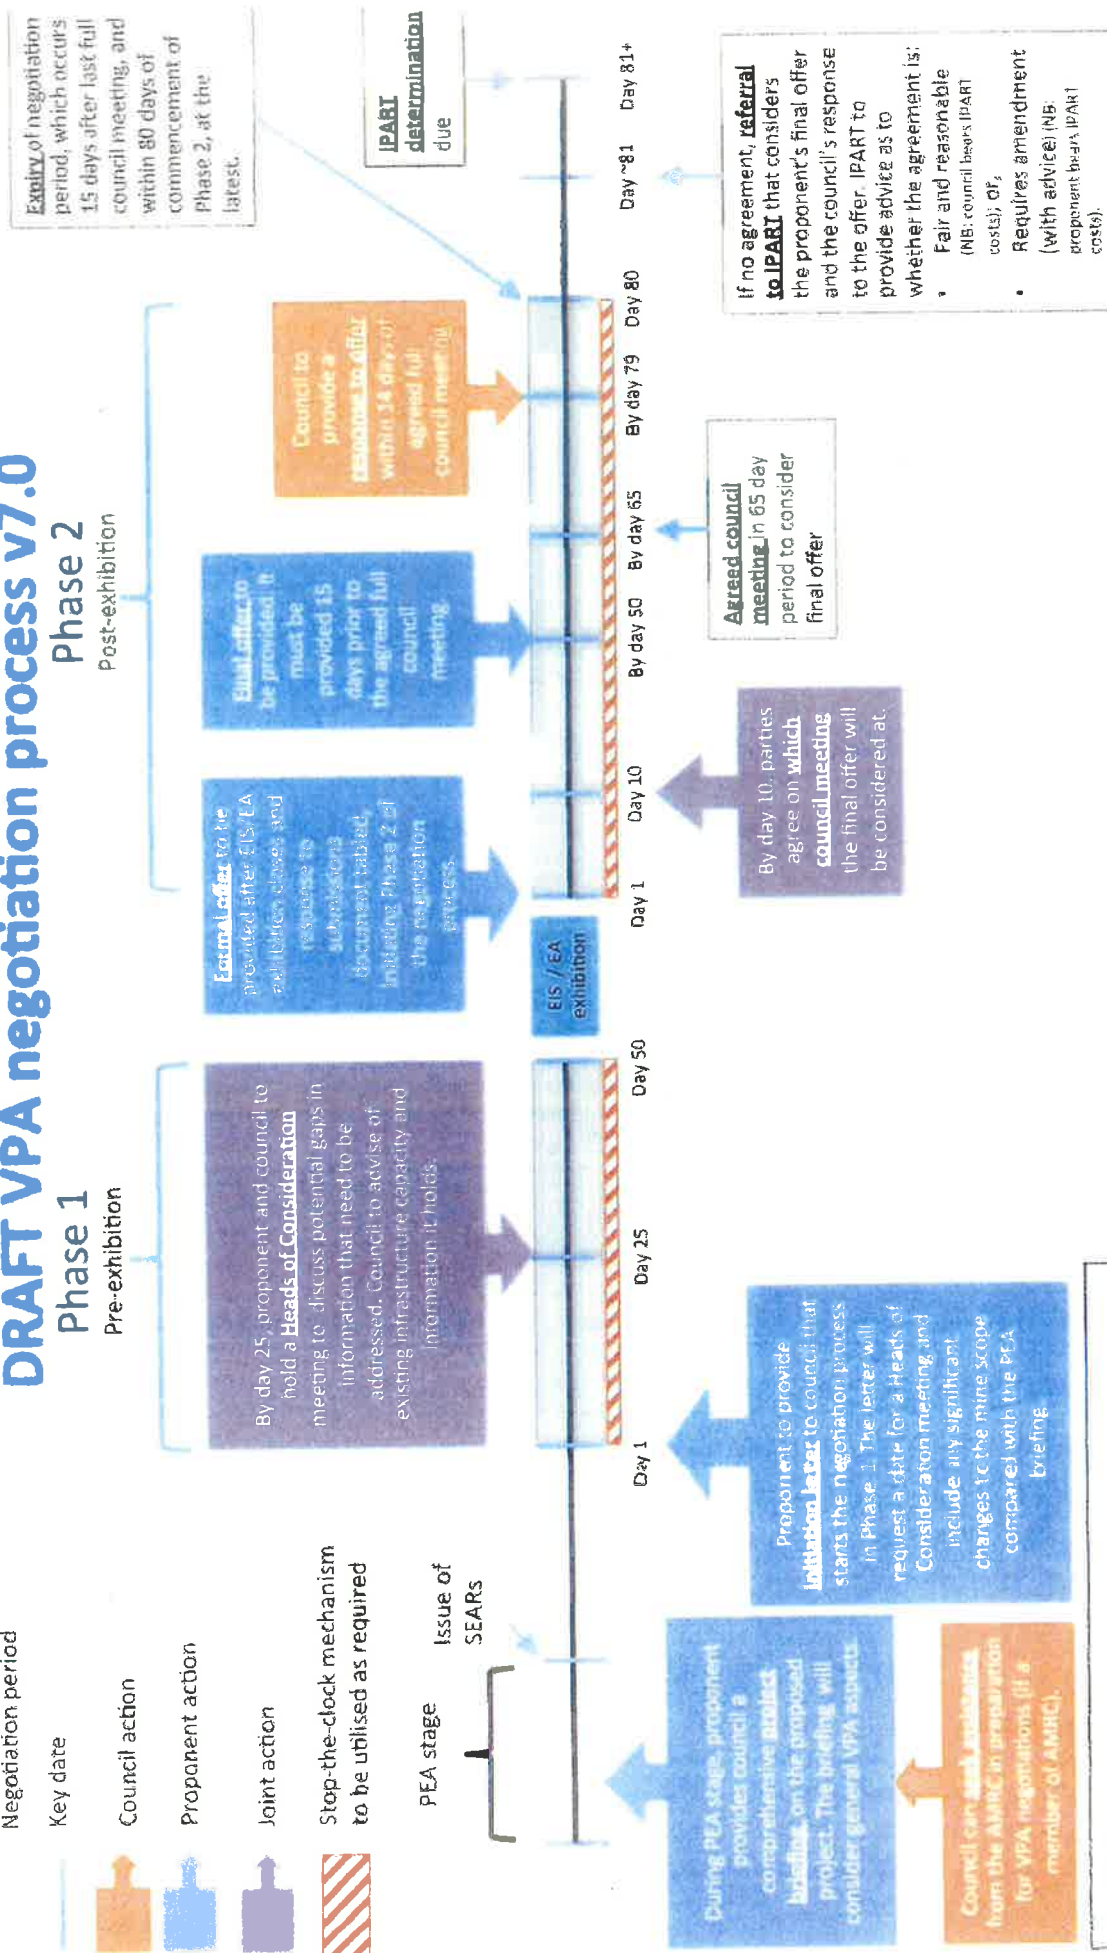 DRAFT VPA negotiation process v7.0
Negotiation period
Key date
Council action
Proponent action
Joint action
Stop-the-clock mechanism
to be utilised as required
Phase 1
Pre-exhibition
Phase 2
Post-exhibition
Expiry of negotiation
period, which occurs
15 days after last full
council meeting, and
within 80 days of
commencement of
Phase 2, at the
latest.
By day 25, proponent and council to
hold a Heads of Consideration
meeting to discuss potential gaps in
information that need to be
addressed. Council to advise of
existing infrastructure capacity and
information it holds.
Formal offer to be
provided after EIS/EA
exhibition closes and
response to
submissions
document tabled,
initiating Phase 2 of
the negotiation
process.
Final offer to
be provided. It
must be
provided 15
days prior to
the agreed full
council
meeting.
Council to
provide a
response to offer
within 14 days of
agreed full
council meeting
IPART
determination
due
PEA stage
Issue of
SEARs
EIS / EA
exhibition
Day 1
Day 25
Day 50
Day 1
Day 10
By day 50
By day 65
By day 79
Day 80
Day ~81
Day 81+
During PEA stage, proponent
provides council a
comprehensive project
briefing on the proposed
project. The briefing will
consider general VPA aspects
Council can seek assistance
from the AMRC in preparation
for VPA negotiations (if a
member of AMRC).
Proponent to provide
initiation letter to council that
starts the negotiation process
in Phase 1. The letter will
request a date for a Heads of
Consideration meeting and
include any significant
changes to the mine scope
compared with the PEA
briefing
By day 10, parties
agree on which
council meeting
the final offer will
be considered at.
Agreed council
meeting in 65 day
period to consider
final offer
If no agreement, referral
to IPART that considers
the proponent's final offer
and the council's response
to the offer. IPART to
provide advice as to
whether the agreement is:
• Fair and reasonable
(NB: council bears IPART
costs); or,
• Requires amendment
(with advice) (NB:
proponent bears IPART
costs).